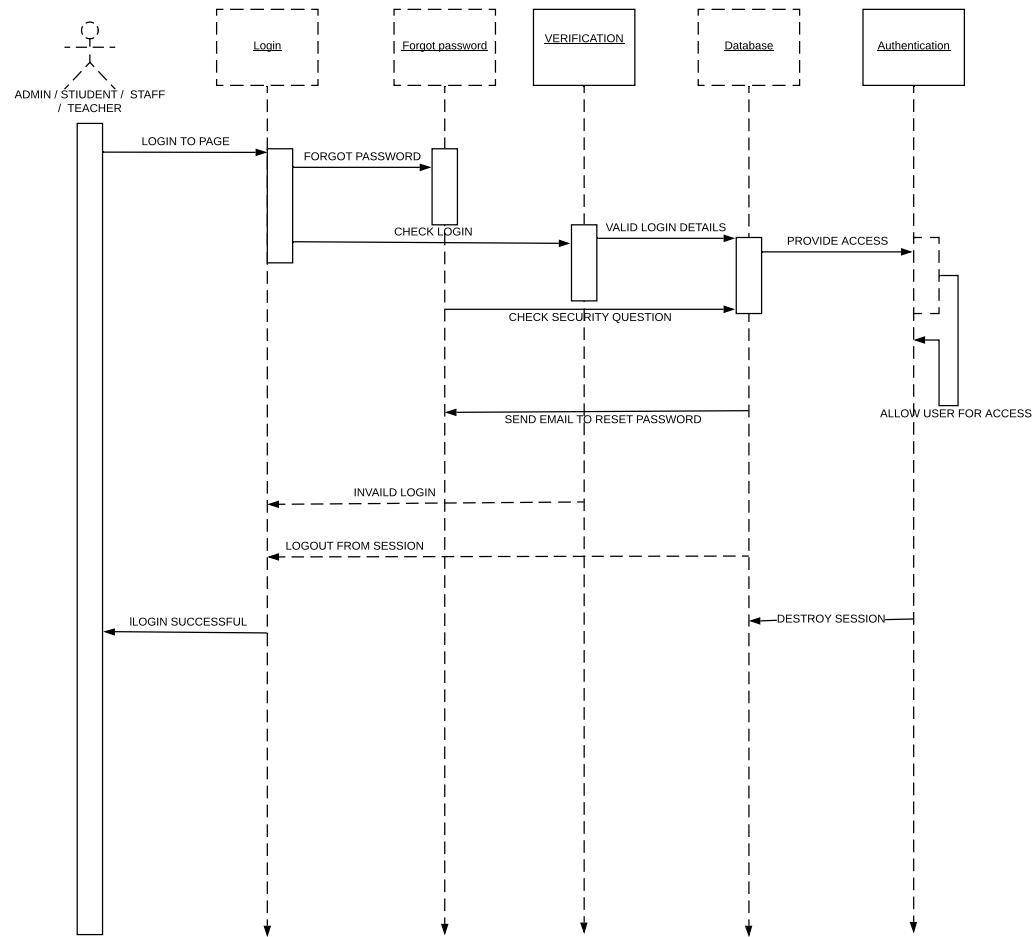 Login
Forgot password
VERIFICATION
Database
Authentication
ADMIN / STIUDENT / STAFF
/ TEACHER
LOGIN TO PAGE
FORGOT PASSWORD
CHECK LOGIN
VALID LOGIN DETAILS
PROVIDE ACCESS
CHECK SECURITY QUESTION
ALLOW USER FOR ACCESS
SEND EMAIL TO RESET PASSWORD
INVAILD LOGIN
LOGOUT FROM SESSION
lLOGIN SUCCESSFUL
DESTROY SESSION